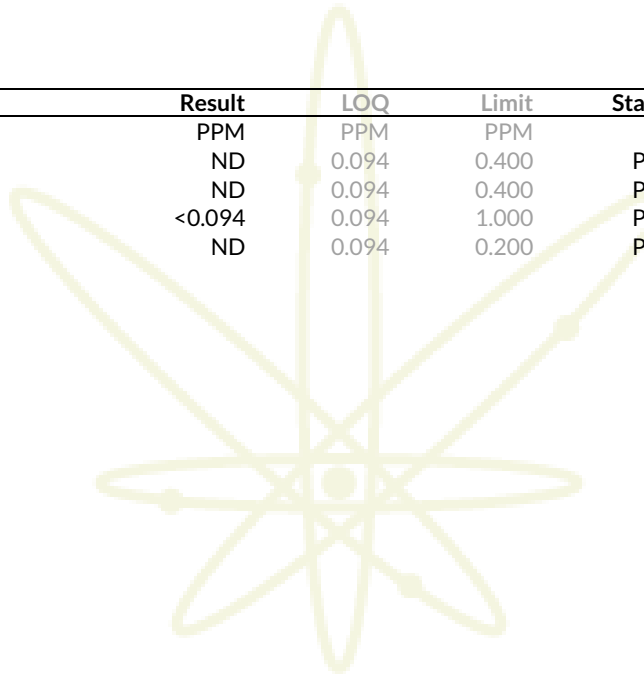 Result LOQ Limit Sta
PPM PPM PPM
ND 0.094 0.400 P
ND 0.094 0.400 P
<0.094 0.094 1.000 P
ND 0.094 0.200 P